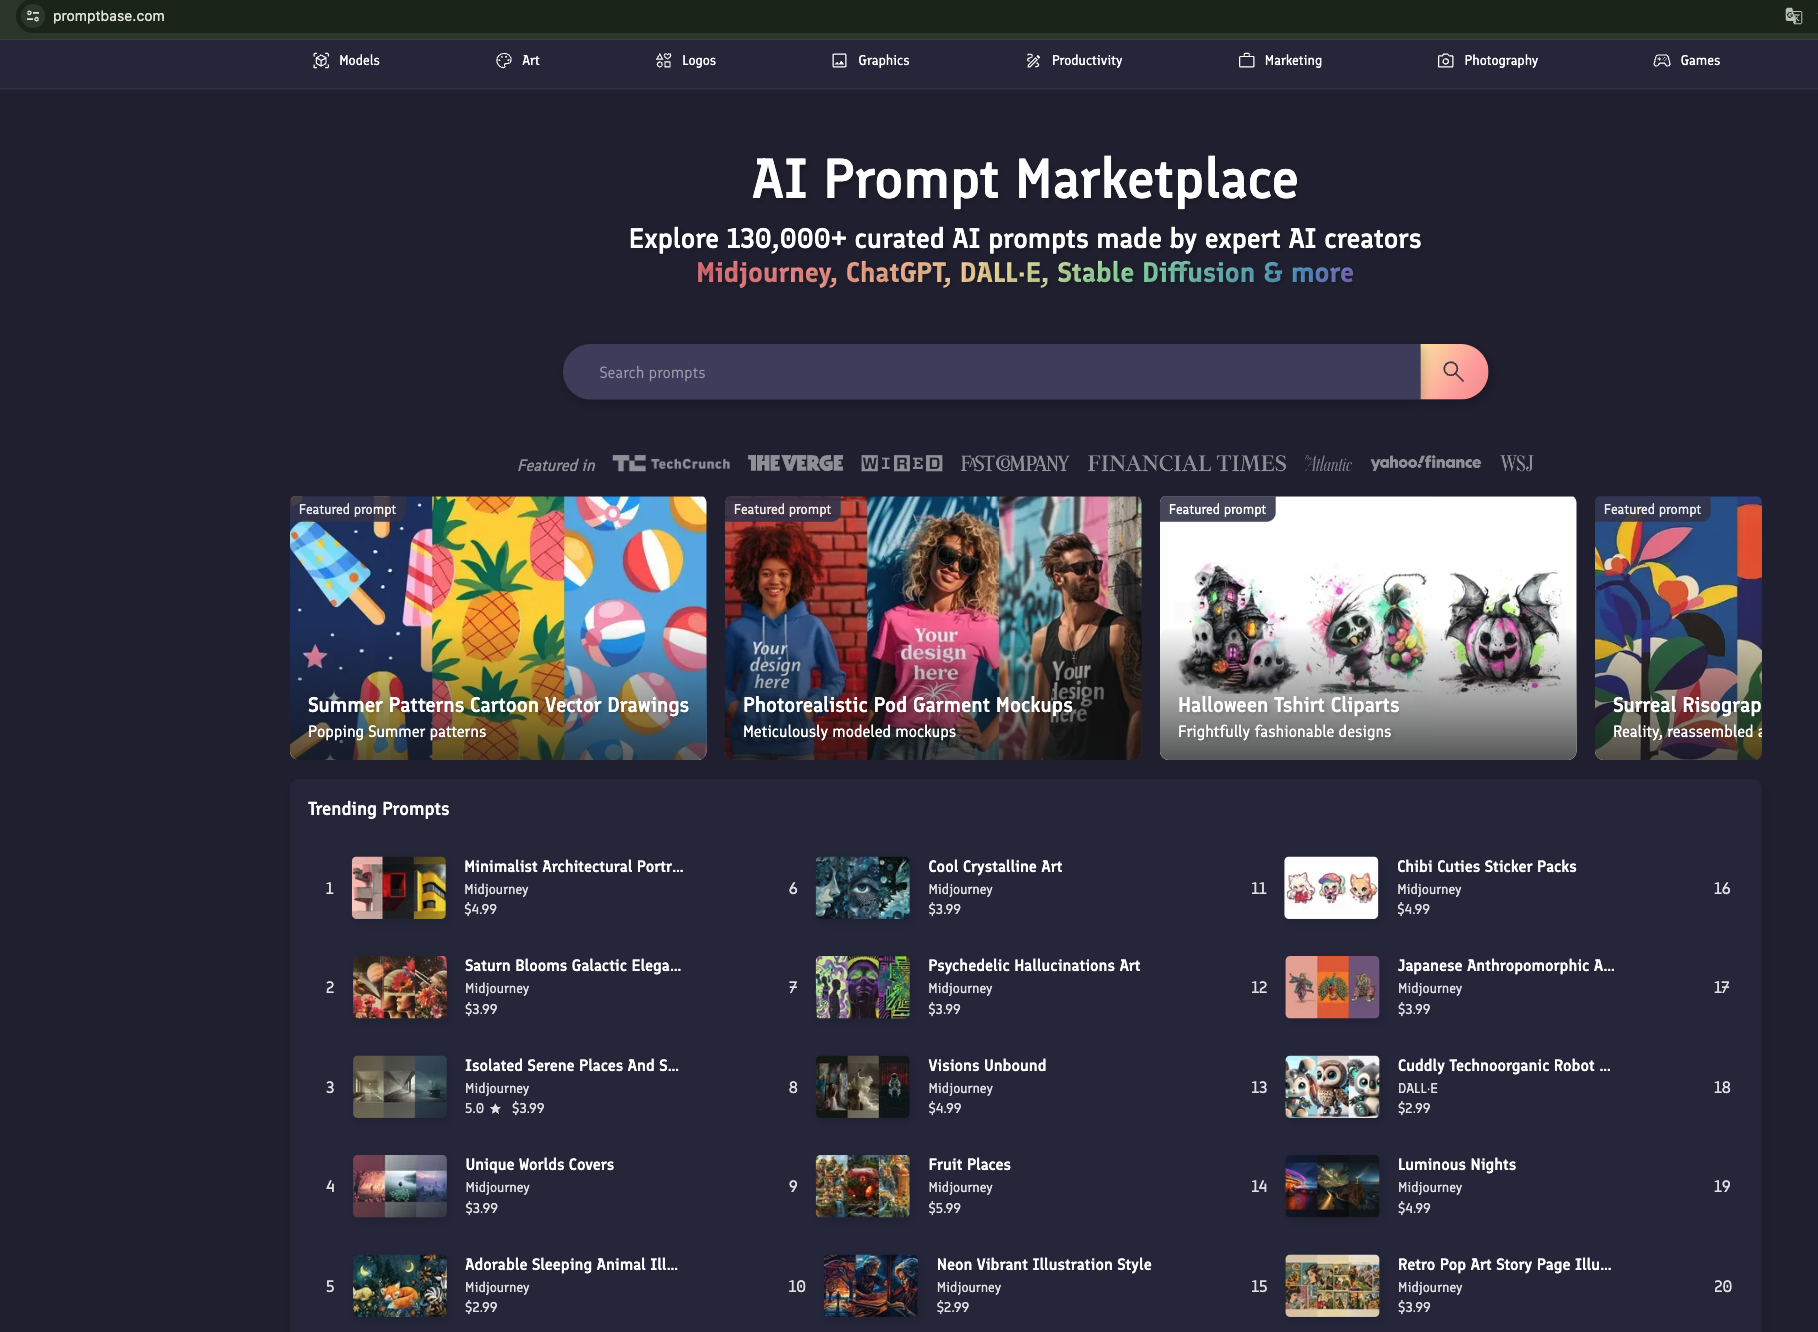 promptbase.com
Models Art Logos Graphics Productivity Marketing Photography Games
AI Prompt Marketplace
Explore 130,000+ curated AI prompts made by expert AI creators
Midjourney, ChatGPT, DALL·E, Stable Diffusion & more
Search prompts
Featured in TC TechCrunch THE VERGE WIRED FAST COMPANY FINANCIAL TIMES The Atlantic yahoo!finance WSJ
Featured prompt
Summer Patterns Cartoon Vector Drawings
Popping Summer patterns
Featured prompt
Your
design
here
Your
design
here
Your
design
here
Photorealistic Pod Garment Mockups
Meticulously modeled mockups
Featured prompt
Halloween Tshirt Cliparts
Frightfully fashionable designs
Featured prompt
Surreal Risograp
Reality, reassembled a
Trending Prompts
1
Minimalist Architectural Portr...
Midjourney
$4.99
2
Saturn Blooms Galactic Elega...
Midjourney
$3.99
3
Isolated Serene Places And S...
Midjourney
5.0 ★ $3.99
4
Unique Worlds Covers
Midjourney
$3.99
5
Adorable Sleeping Animal Ill...
Midjourney
$2.99
6
Cool Crystalline Art
Midjourney
$3.99
7
Psychedelic Hallucinations Art
Midjourney
$3.99
8
Visions Unbound
Midjourney
$4.99
9
Fruit Places
Midjourney
$5.99
10
Neon Vibrant Illustration Style
Midjourney
$2.99
11
Chibi Cuties Sticker Packs
Midjourney
$4.99
12
Japanese Anthropomorphic A...
Midjourney
$3.99
13
Cuddly Technoorganic Robot ...
DALL·E
$2.99
14
Luminous Nights
Midjourney
$4.99
15
Retro Pop Art Story Page Illu...
Midjourney
$3.99
16
17
18
19
20